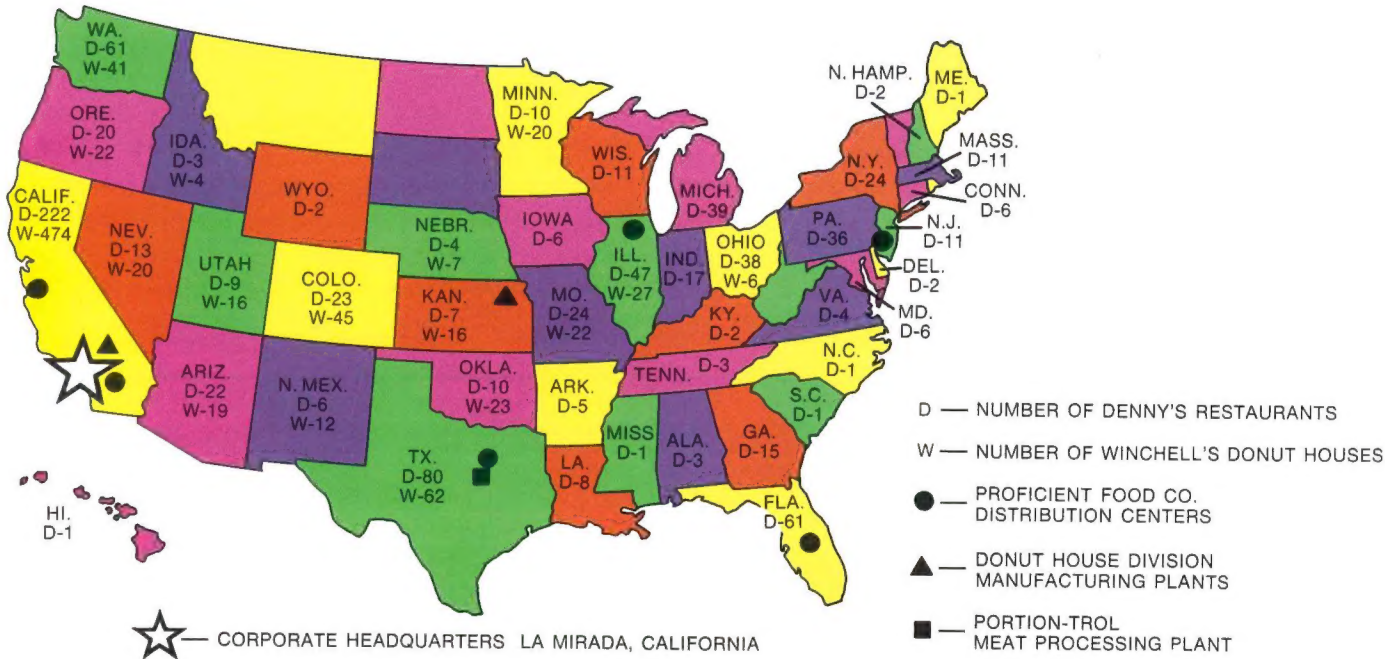 WA.
D-61
W-41
ORE.
D-20
W-22
IDA.
D-3
W-4
MINN.
D-10
W-20
WIS.
D-11
MICH.
D-39
N.Y.
D-24
N. HAMP.
D-2
ME.
D-1
MASS.
D-11
CONN.
D-6
N.J.
D-11
DEL.
D-2
MD.
D-6
CALIF.
D-222
W-474
NEV.
D-13
W-20
WYO.
D-2
UTAH
D-9
W-16
COLO.
D-23
W-45
NEBR.
D-4
W-7
IOWA
D-6
KAN.
D-7
W-16
MO.
D-24
W-22
ILL.
D-47
W-27
IND.
D-17
OHIO
D-38
W-6
PA.
D-36
VA.
D-4
KY.
D-2
TENN. D-3
N.C.
D-1
S.C.
D-1
ARIZ.
D-22
W-19
N. MEX.
D-6
W-12
OKLA.
D-10
W-23
ARK.
D-5
TX.
D-80
W-62
LA.
D-8
MISS
D-1
ALA.
D-3
GA.
D-15
FLA.
D-61
HI.
D-1
D — NUMBER OF DENNY'S RESTAURANTS
W — NUMBER OF WINCHELL'S DONUT HOUSES
PROFICIENT FOOD CO.
DISTRIBUTION CENTERS
DONUT HOUSE DIVISION
MANUFACTURING PLANTS
PORTION-TROL
MEAT PROCESSING PLANT
CORPORATE HEADQUARTERS LA MIRADA, CALIFORNIA